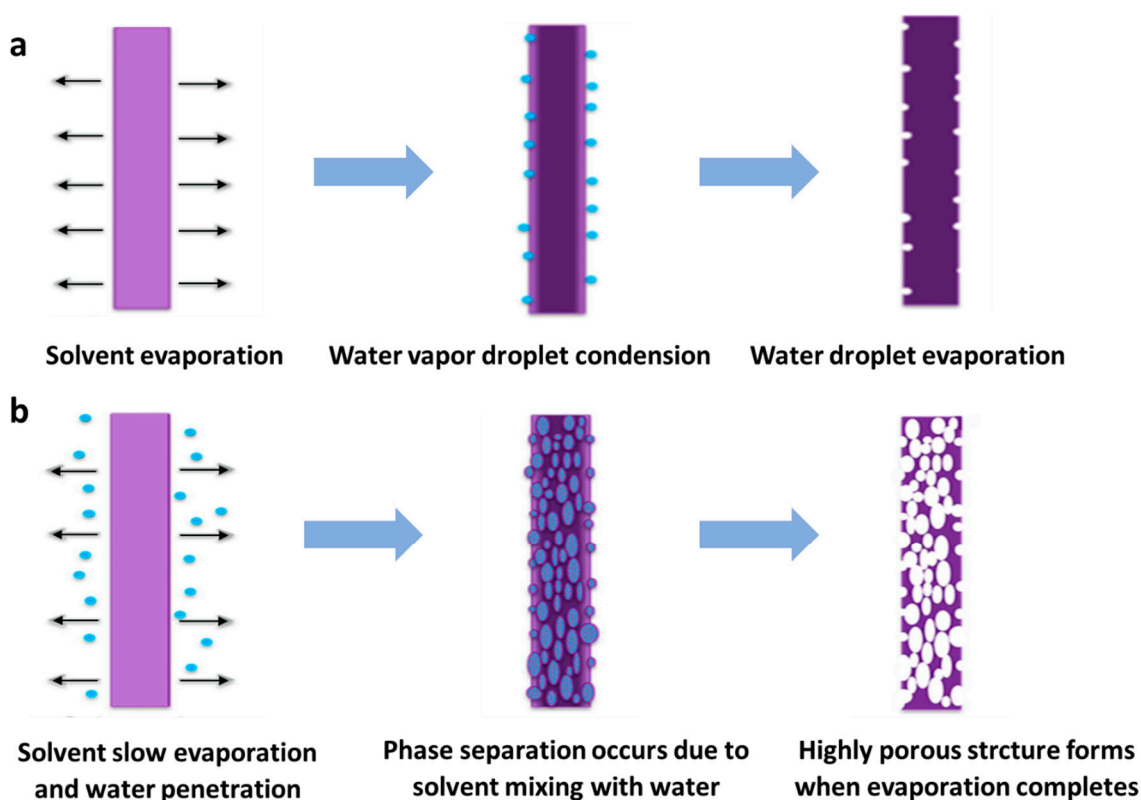 a
Solvent evaporation
Water vapor droplet condension
Water droplet evaporation
b
Solvent slow evaporation
and water penetration
Phase separation occurs due to
solvent mixing with water
Highly porous strcture forms
when evaporation completes